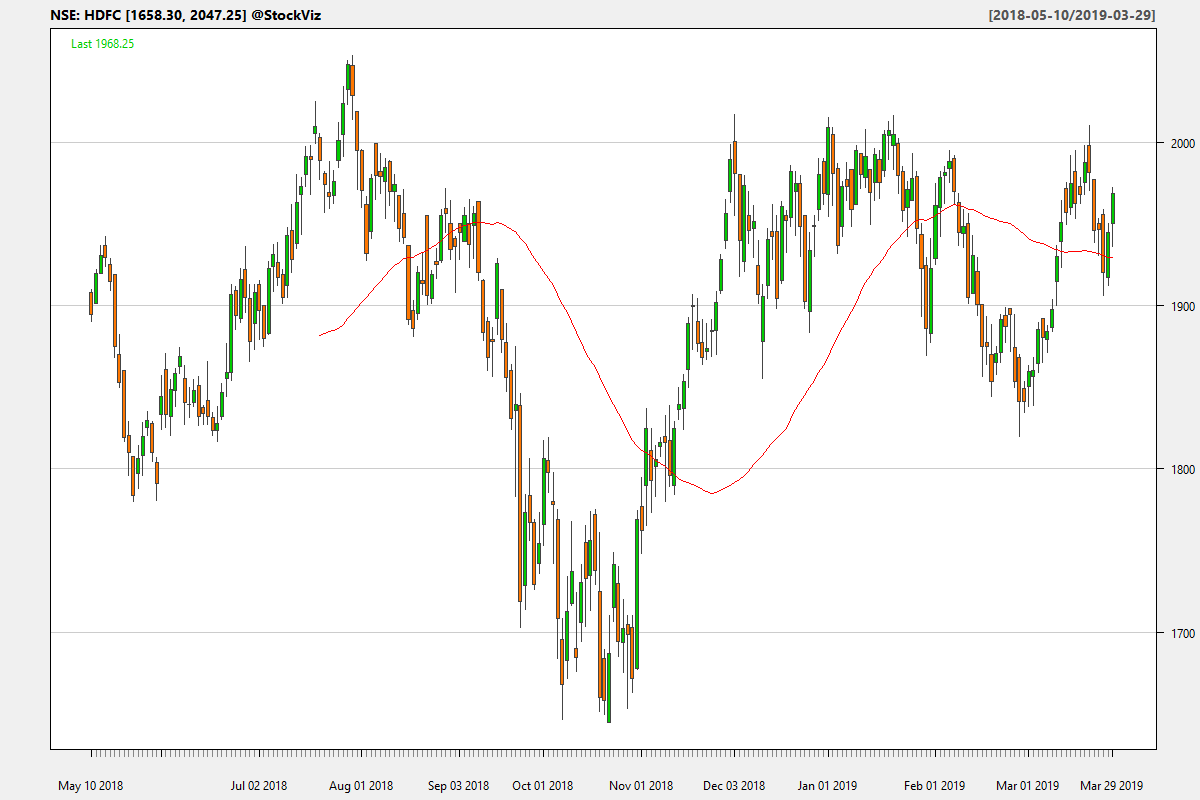 NSE: HDFC [1658.30, 2047.25] @StockViz [2018-05-10/2019-03-29]
Last 1968.25
2000
1900
1800
1700
May 10 2018 Jul 02 2018 Aug 01 2018 Sep 03 2018 Oct 01 2018 Nov 01 2018 Dec 03 2018 Jan 01 2019 Feb 01 2019 Mar 01 2019 Mar 29 2019